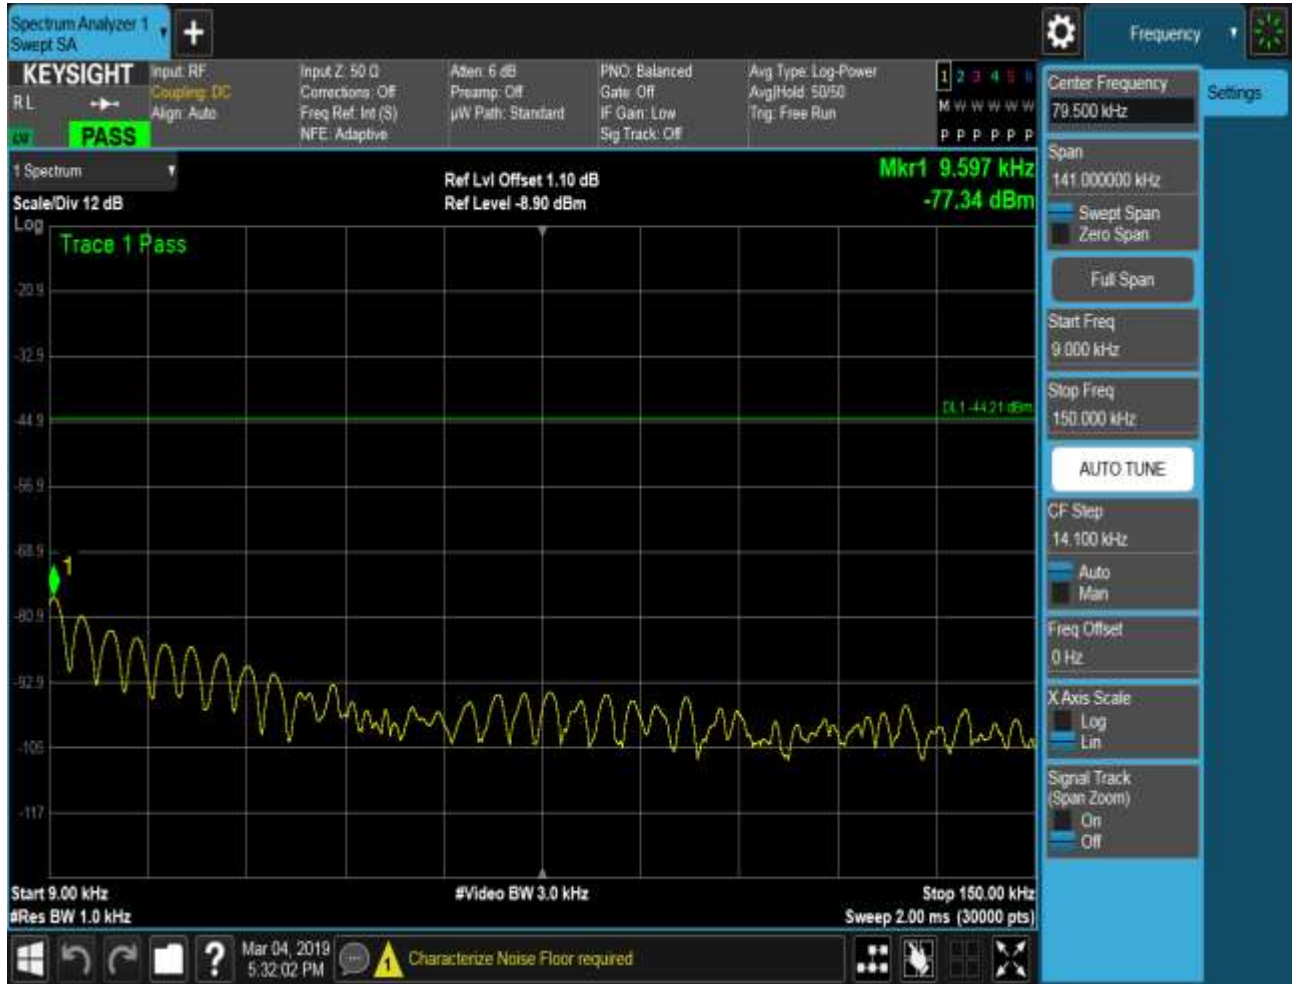 Spectrum Analyzer 1
Swept SA
+
Frequency
KEYSIGHT
RL
LXI
PASS
Input: RF
Coupling: DC
Align: Auto
Input Z: 50 Ω
Corrections: Off
Freq Ref: Int (S)
NFE: Adaptive
Atten: 6 dB
Preamp: Off
µW Path: Standard
PNO: Balanced
Gate: Off
IF Gain: Low
Sig Track: Off
Avg Type: Log-Power
Avg|Hold: 50/50
Trig: Free Run
1 2 3 4 5 6
M W W W W W
P P P P P P
1 Spectrum
Scale/Div 12 dB
Log
Ref Lvl Offset 1.10 dB
Ref Level -8.90 dBm
Mkr1 9.597 kHz
-77.34 dBm
Trace 1 Pass
-20.9
-32.9
-44.9
DL1 -44.21 dBm
-56.9
-68.9
1
-80.9
-92.9
-105
-117
Start 9.00 kHz
#Res BW 1.0 kHz
#Video BW 3.0 kHz
Stop 150.00 kHz
Sweep 2.00 ms (30000 pts)
Center Frequency
79.500 kHz
Settings
Span
141.000000 kHz
Swept Span
Zero Span
Full Span
Start Freq
9.000 kHz
Stop Freq
150.000 kHz
AUTO TUNE
CF Step
14.100 kHz
Auto
Man
Freq Offset
0 Hz
X Axis Scale
Log
Lin
Signal Track
(Span Zoom)
On
Off
?
Mar 04, 2019
5:32:02 PM
1
Characterize Noise Floor required